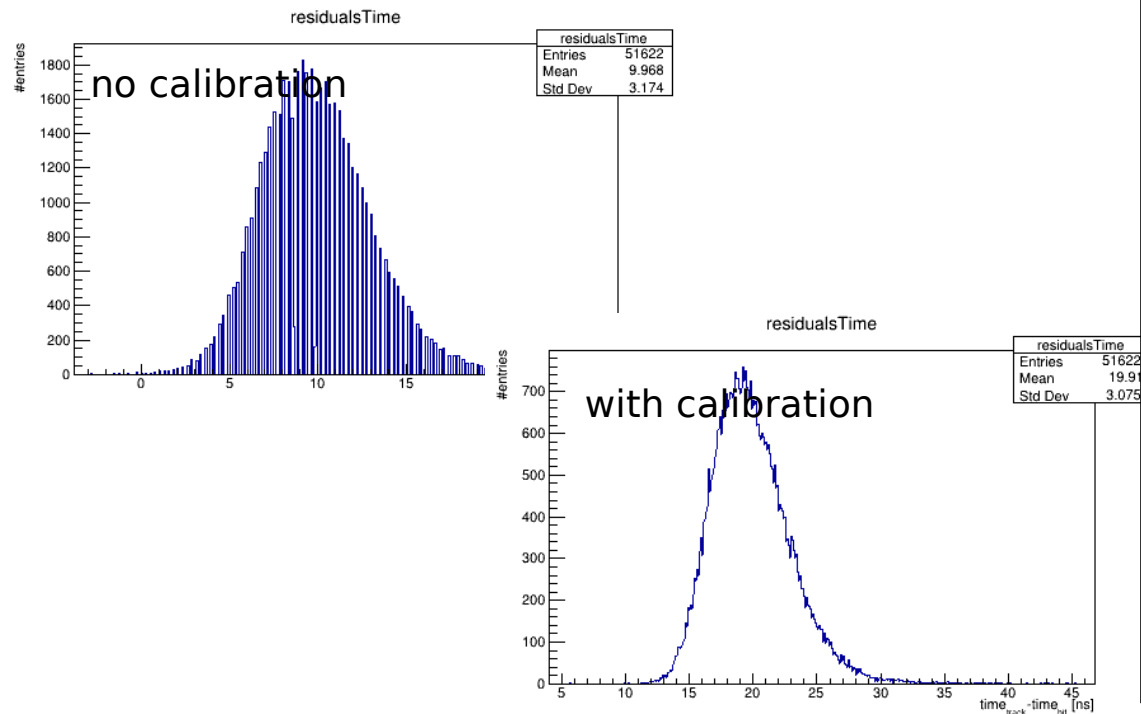 residualsTime
residualsTime
Entries 51622
Mean 9.968
Std Dev 3.174
#entries
no calibration
1800
1600
1400
1200
1000
800
600
400
200
0
0 5 10 15
residualsTime
residualsTime
Entries 51622
Mean 19.91
Std Dev 3.075
#entries
with calibration
700
600
500
400
300
200
100
0
5 10 15 20 25 30 35 40 45
time_track-time_hit [ns]